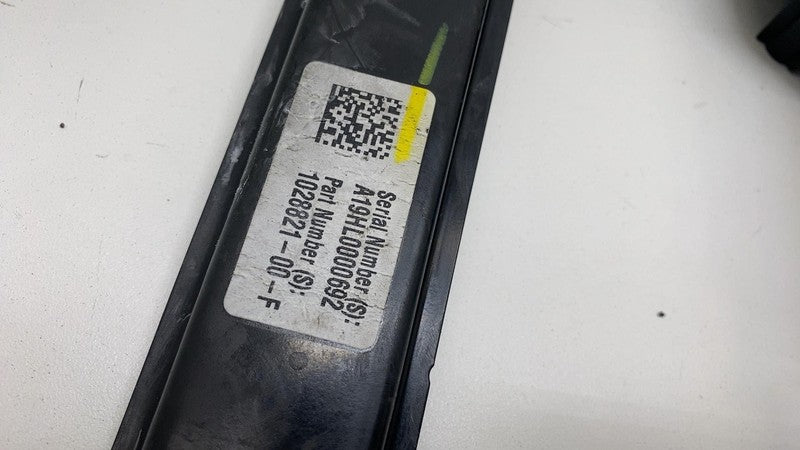 Serial Number (S):
A19HL0000692
Part Number (S):
1028821-00-F